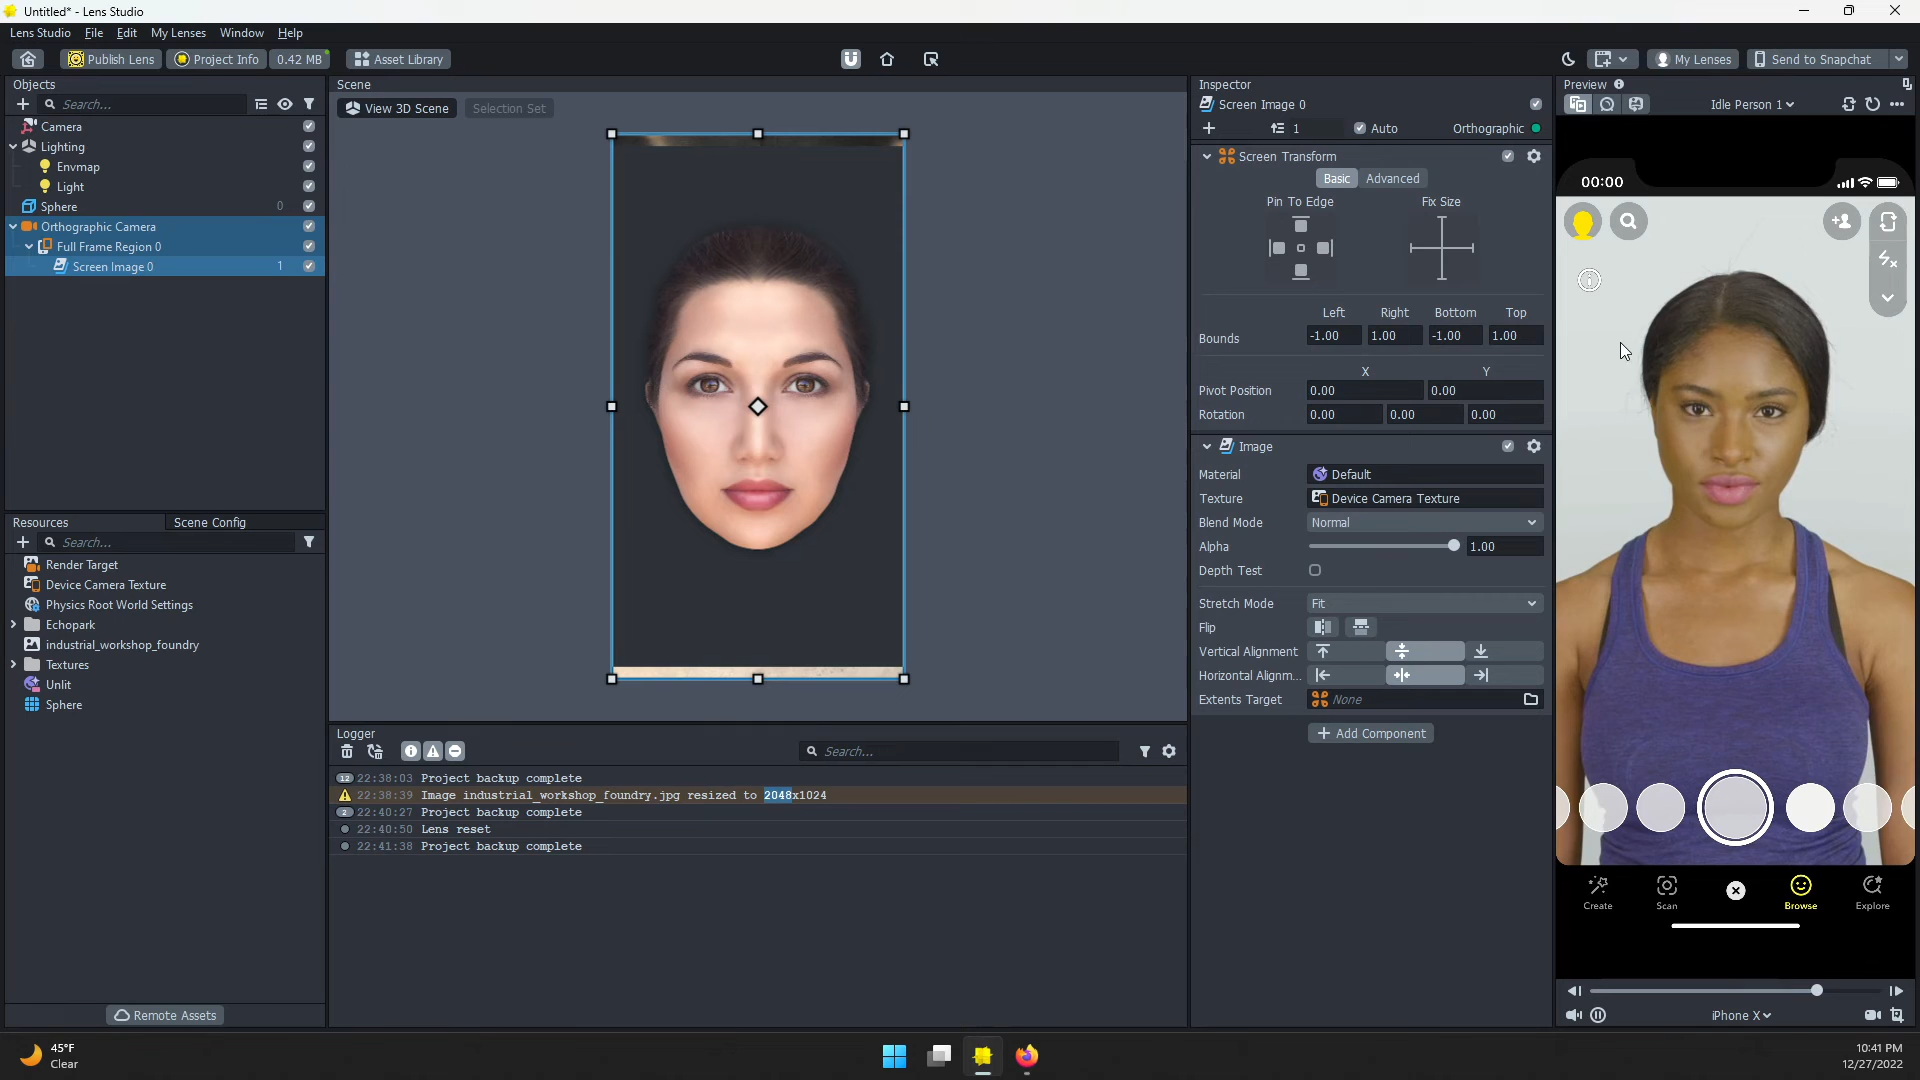 Untitled* - Lens Studio
Lens Studio File Edit My Lenses Window Help
Publish Lens Project Info 0.42 MB Asset Library My Lenses Send to Snapchat
Objects
Search...
Camera
Lighting
Envmap
Light
Sphere 0
Orthographic Camera
Full Frame Region 0
Screen Image 0 1
Resources Scene Config
Search...
Render Target
Device Camera Texture
Physics Root World Settings
Echopark
industrial_workshop_foundry
Textures
Unlit
Sphere
Remote Assets
Scene
View 3D Scene Selection Set
Logger
Search...
12 22:38:03 Project backup complete
22:38:39 Image industrial_workshop_foundry.jpg resized to 2048x1024
2 22:40:27 Project backup complete
22:40:50 Lens reset
22:41:38 Project backup complete
Inspector
Screen Image 0
1 Auto Orthographic
Screen Transform
Basic Advanced
Pin To Edge Fix Size
Left Right Bottom Top
Bounds -1.00 1.00 -1.00 1.00
X Y
Pivot Position 0.00 0.00
Rotation 0.00 0.00 0.00
Image
Material Default
Texture Device Camera Texture
Blend Mode Normal
Alpha 1.00
Depth Test
Stretch Mode Fit
Flip
Vertical Alignment
Horizontal Alignm...
Extents Target None
Add Component
Preview
Idle Person 1
00:00
Create Scan Browse Explore
iPhone X
45°F
Clear
10:41 PM
12/27/2022